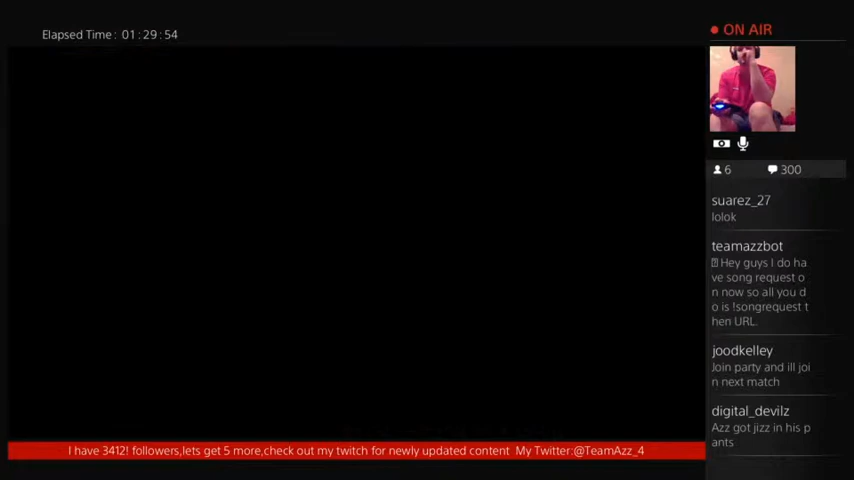 Elapsed Time: 01:29:54
ON AIR
6 300
suarez_27
lolok
teamazzbot
Hey guys I do ha
ve song request o
n now so all you d
o is !songrequest t
hen URL.
joodkelley
Join party and ill joi
n next match
digital_devilz
Azz got jizz in his p
ants
I have 3412! followers,lets get 5 more,check out my twitch for newly updated content My Twitter:@TeamAzz_4